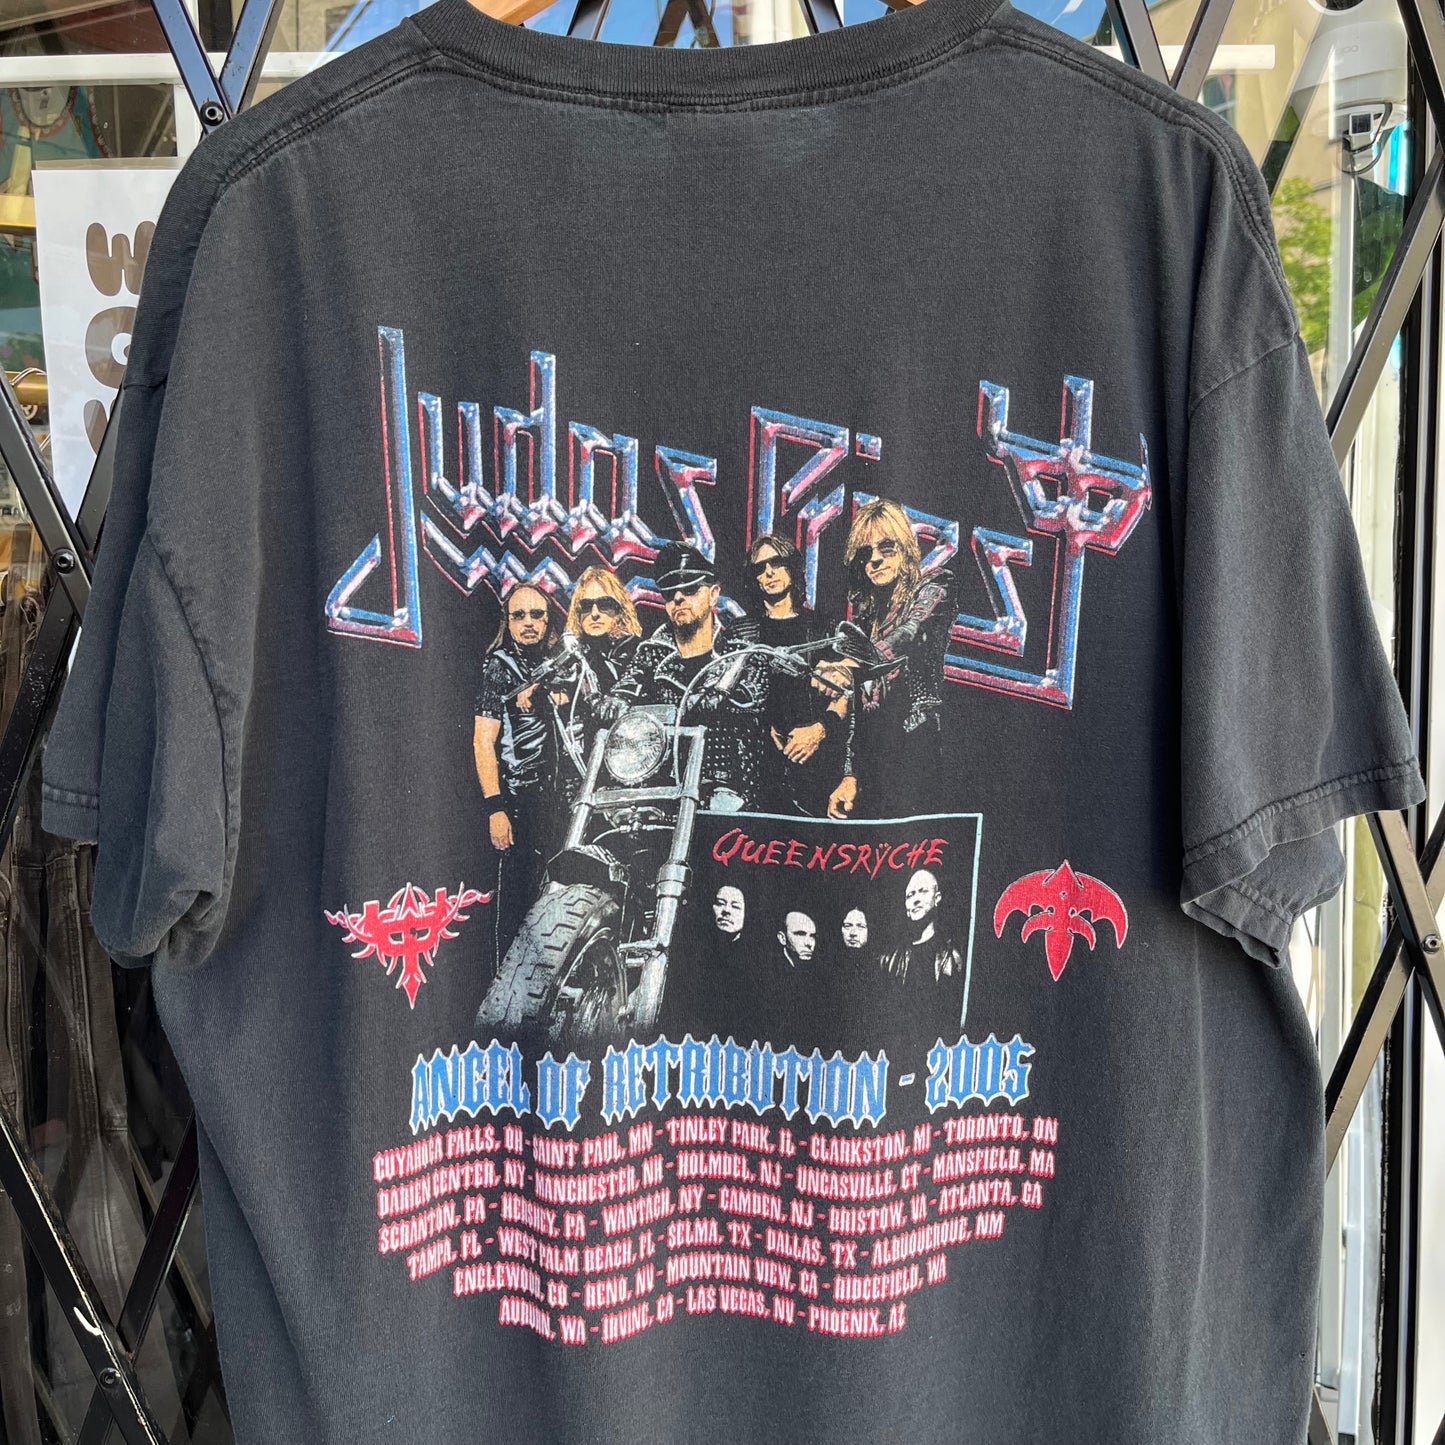 Judas Priest
QUEENSRŸCHE
ANGEL OF RETRIBUTION - 2005
CUYAHOGA FALLS, OH - SAINT PAUL, MN - TINLEY PARK, IL - CLARKSTON, MI - TORONTO, ON
DARIEN CENTER, NY - MANCHESTER, NH - HOLMDEL, NJ - UNCASVILLE, CT - MANSFIELD, MA
SCRANTON, PA - HERSHEY, PA - WANTAGH, NY - CAMDEN, NJ - BRISTOW, VA - ATLANTA, GA
TAMPA, FL - WEST PALM BEACH, FL - SELMA, TX - DALLAS, TX - ALBUQUERQUE, NM
ENGLEWOOD, CO - RENO, NV - MOUNTAIN VIEW, CA - RIDGEFIELD, WA
AUBURN, WA - IRVINE, CA - LAS VEGAS, NV - PHOENIX, AZ